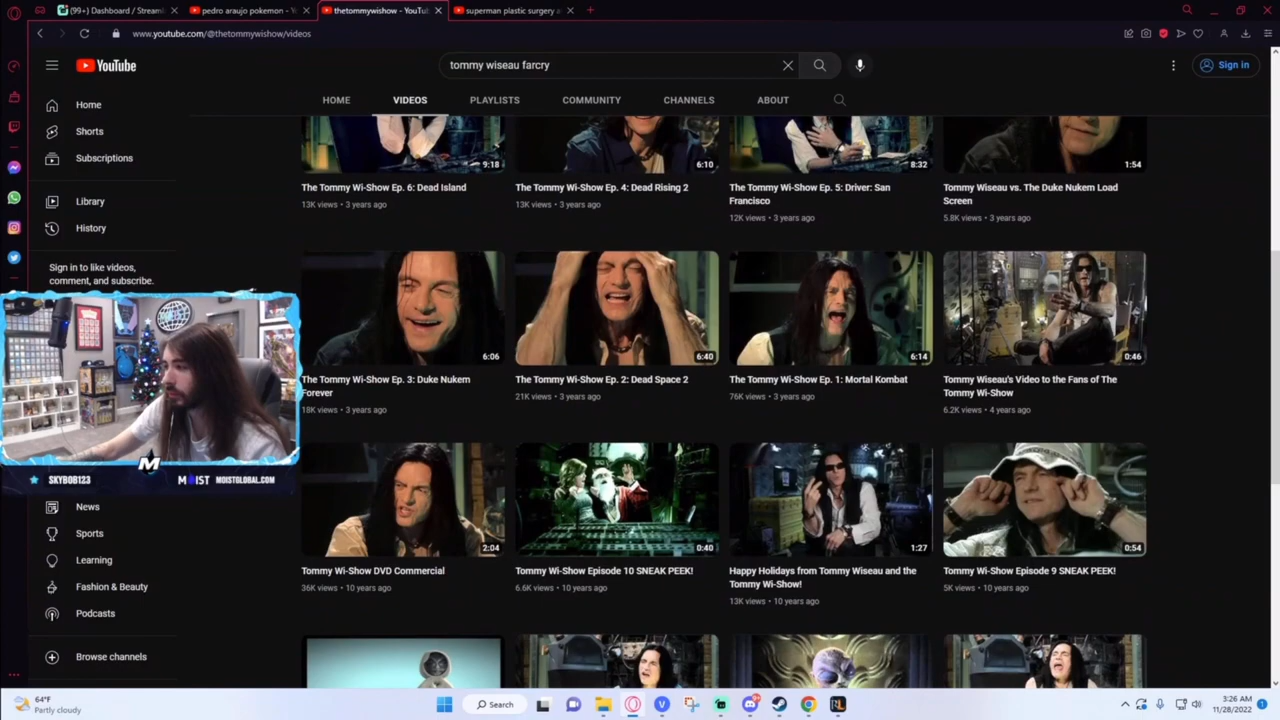 (99+) Dashboard / Streaml
pedro araujo pokemon - Yo
thetommywishow - YouTub
superman plastic surgery a
www.youtube.com/@thetommywishow/videos
YouTube
tommy wiseau farcry
Sign in
HOME
VIDEOS
PLAYLISTS
COMMUNITY
CHANNELS
ABOUT
Home
Shorts
Subscriptions
Library
History
Sign in to like videos,
comment, and subscribe.
9:18
6:10
8:32
1:54
The Tommy Wi-Show Ep. 6: Dead Island
13K views • 3 years ago
The Tommy Wi-Show Ep. 4: Dead Rising 2
13K views • 3 years ago
The Tommy Wi-Show Ep. 5: Driver: San
Francisco
12K views • 3 years ago
Tommy Wiseau vs. The Duke Nukem Load
Screen
5.8K views • 3 years ago
6:06
6:40
6:14
0:46
The Tommy Wi-Show Ep. 3: Duke Nukem
Forever
18K views • 3 years ago
The Tommy Wi-Show Ep. 2: Dead Space 2
21K views • 3 years ago
The Tommy Wi-Show Ep. 1: Mortal Kombat
76K views • 3 years ago
Tommy Wiseau's Video to the Fans of The
Tommy Wi-Show
6.2K views • 4 years ago
M
SKYBOB123
MOIST
MOISTGLOBAL.COM
2:04
0:40
1:27
0:54
Tommy Wi-Show DVD Commercial
36K views • 10 years ago
Tommy Wi-Show Episode 10 SNEAK PEEK!
6.6K views • 10 years ago
Happy Holidays from Tommy Wiseau and the
Tommy Wi-Show!
13K views • 10 years ago
Tommy Wi-Show Episode 9 SNEAK PEEK!
5K views • 10 years ago
News
Sports
Learning
Fashion & Beauty
Podcasts
Browse channels
64°F
Partly cloudy
Search
3:26 AM
11/28/2022